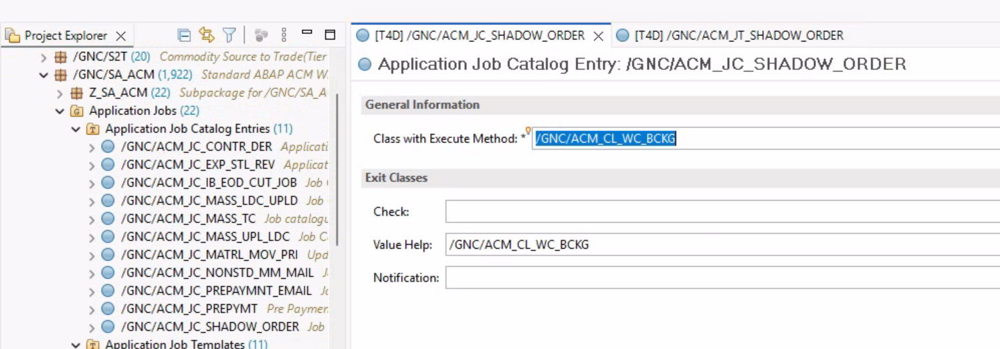 Project Explorer
/GNC/S2T (20) Commodity Source to Trade(Tier
/GNC/SA_ACM (1,922) Standard ABAP ACM W
Z_SA_ACM (22) Subpackage for /GNC/SA_A
Application Jobs (22)
Application Job Catalog Entries (11)
/GNC/ACM_JC_CONTR_DER Applicati
/GNC/ACM_JC_EXP_STL_REV Applicat
/GNC/ACM_JC_IB_EOD_CUT_JOB Job
/GNC/ACM_JC_MASS_LDC_UPLD Job
/GNC/ACM_JC_MASS_TC Job catalogu
/GNC/ACM_JC_MASS_UPL_LDC Job C
/GNC/ACM_JC_MATRL_MOV_PRI Upd
/GNC/ACM_JC_NONSTD_MM_MAIL J
/GNC/ACM_JC_PREPAYMNT_EMAIL Jo
/GNC/ACM_JC_PREPYMT Pre Paymen
/GNC/ACM_JC_SHADOW_ORDER Job
Application Job Templates (11)
[T4D] /GNC/ACM_JC_SHADOW_ORDER
[T4D] /GNC/ACM_JT_SHADOW_ORDER
Application Job Catalog Entry: /GNC/ACM_JC_SHADOW_ORDER
General Information
Class with Execute Method: * /GNC/ACM_CL_WC_BCKG
Exit Classes
Check:
Value Help: /GNC/ACM_CL_WC_BCKG
Notification: